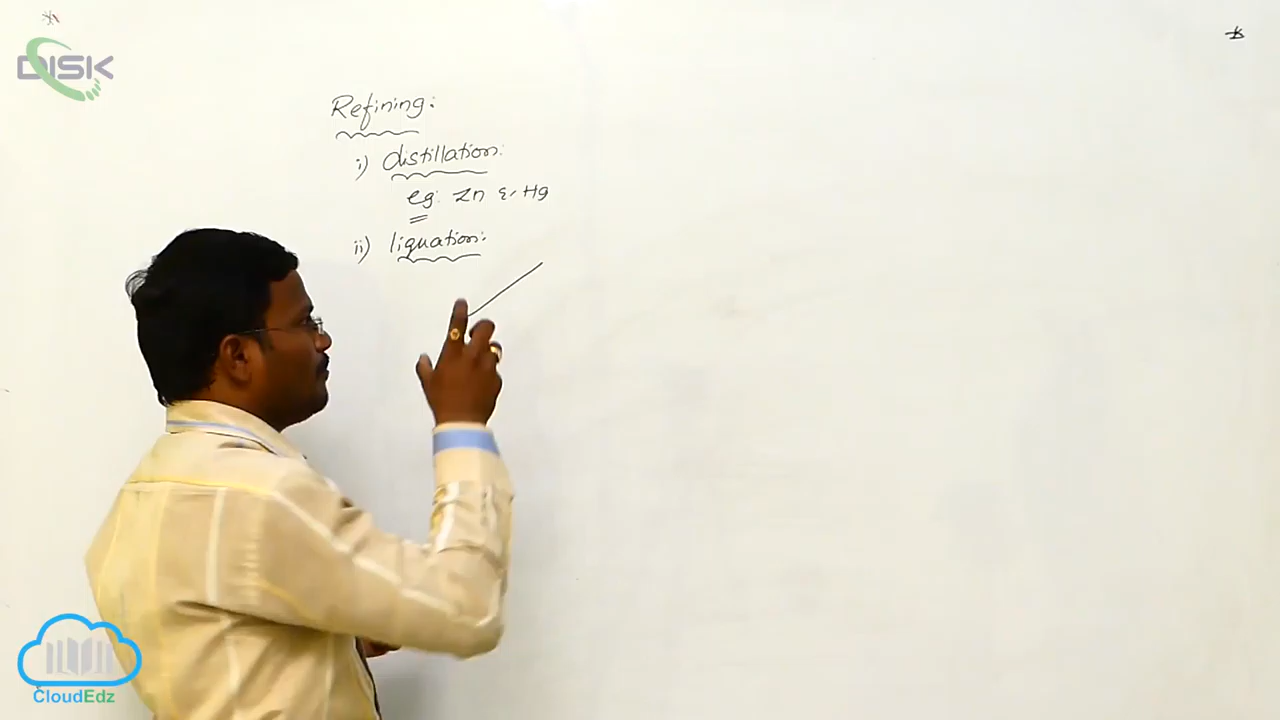 DISK
Refining:
i) distillation:
eg: Zn & Hg
ii) liquation:
CloudEdz